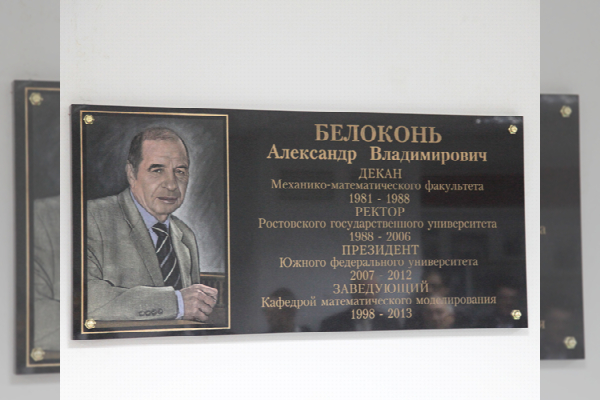 БЕЛОКОНЬ
Александр Владимирович
ДЕКАН
Механико-математического факультета
1981 - 1988
РЕКТОР
Ростовского государственного университета
1988 - 2006
ПРЕЗИДЕНТ
Южного федерального университета
2007 2012
ЗАВЕДУЮЩИЙ
Кафедрой математического моделирования
1998 - 2013